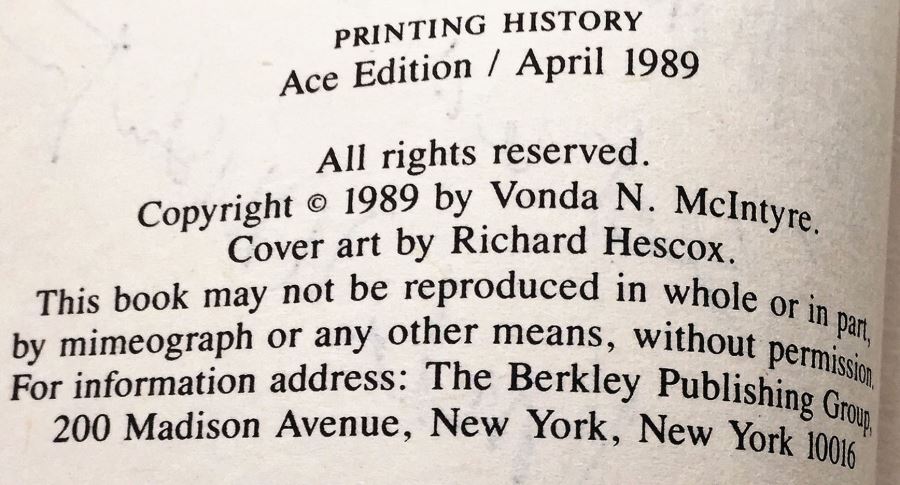 PRINTING HISTORY
Ace Edition / April 1989
All rights reserved.
Copyright © 1989 by Vonda N. McIntyre.
Cover art by Richard Hescox.
This book may not be reproduced in whole or in part,
by mimeograph or any other means, without permission.
For information address: The Berkley Publishing Group,
200 Madison Avenue, New York, New York 10016